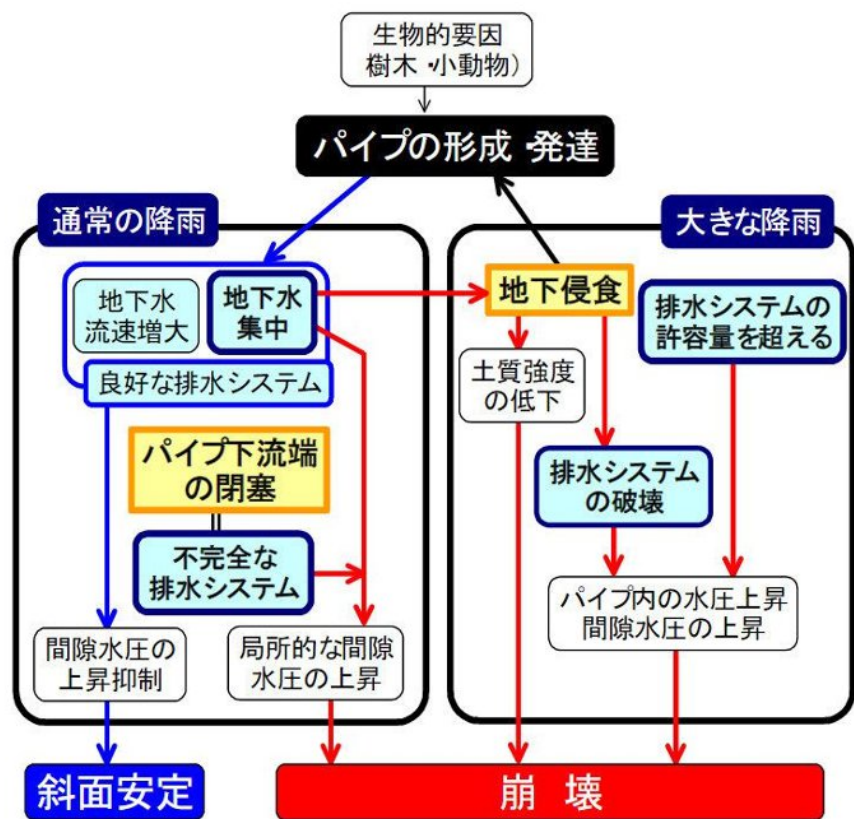 生物的要因
樹木・小動物）
パイプの形成・発達
通常の降雨
大きな降雨
地下水
流速増大
地下水
集中
良好な排水システム
パイプ下流端
の閉塞
不完全な
排水システム
間隙水圧の
上昇抑制
局所的な間隙
水圧の上昇
地下侵食
排水システムの
許容量を超える
土質強度
の低下
排水システム
の破壊
パイプ内の水圧上昇
間隙水圧の上昇
斜面安定
崩 壊